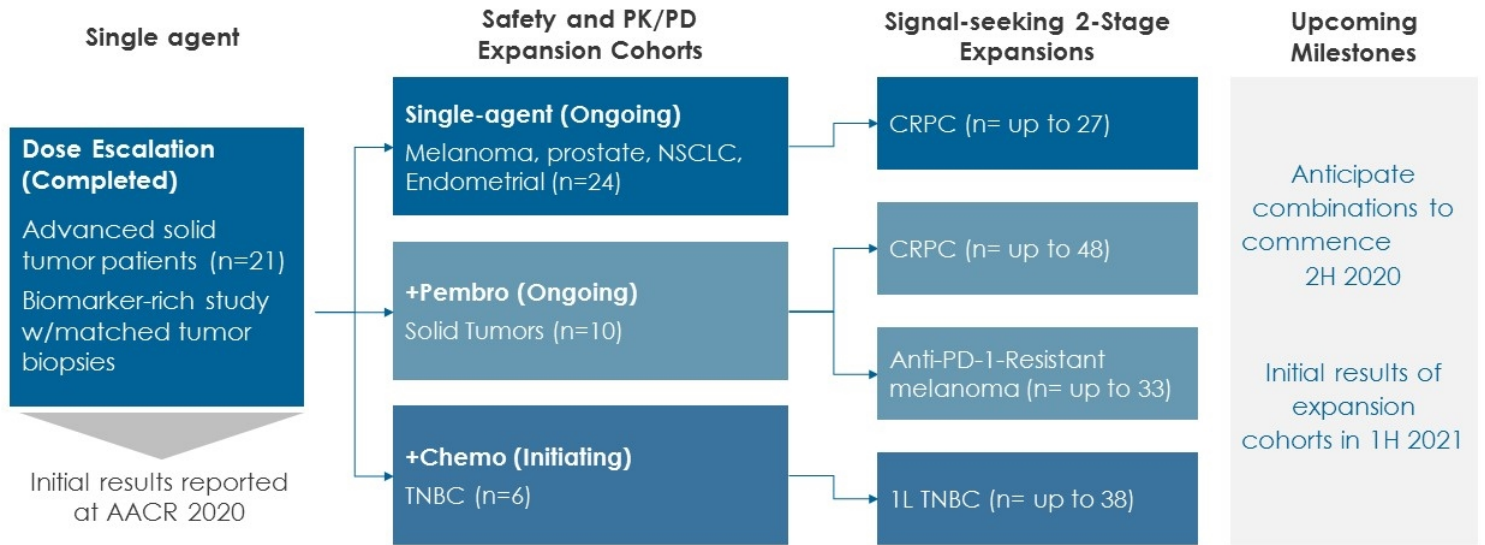 Single agent
Safety and PK/PD
Expansion Cohorts
Signal-seeking 2-Stage
Expansions
Upcoming
Milestones
Dose Escalation
(Completed)
Advanced solid
tumor patients (n=21)
Biomarker-rich study
w/matched tumor
biopsies
Initial results reported
at AACR 2020
Single-agent (Ongoing)
Melanoma, prostate, NSCLC,
Endometrial (n=24)
+Pembro (Ongoing)
Solid Tumors (n=10)
+Chemo (Initiating)
TNBC (n=6)
CRPC (n= up to 27)
CRPC (n= up to 48)
Anti-PD-1-Resistant
melanoma (n= up to 33)
1L TNBC (n= up to 38)
Anticipate
combinations to
commence
2H 2020
Initial results of
expansion
cohorts in 1H 2021